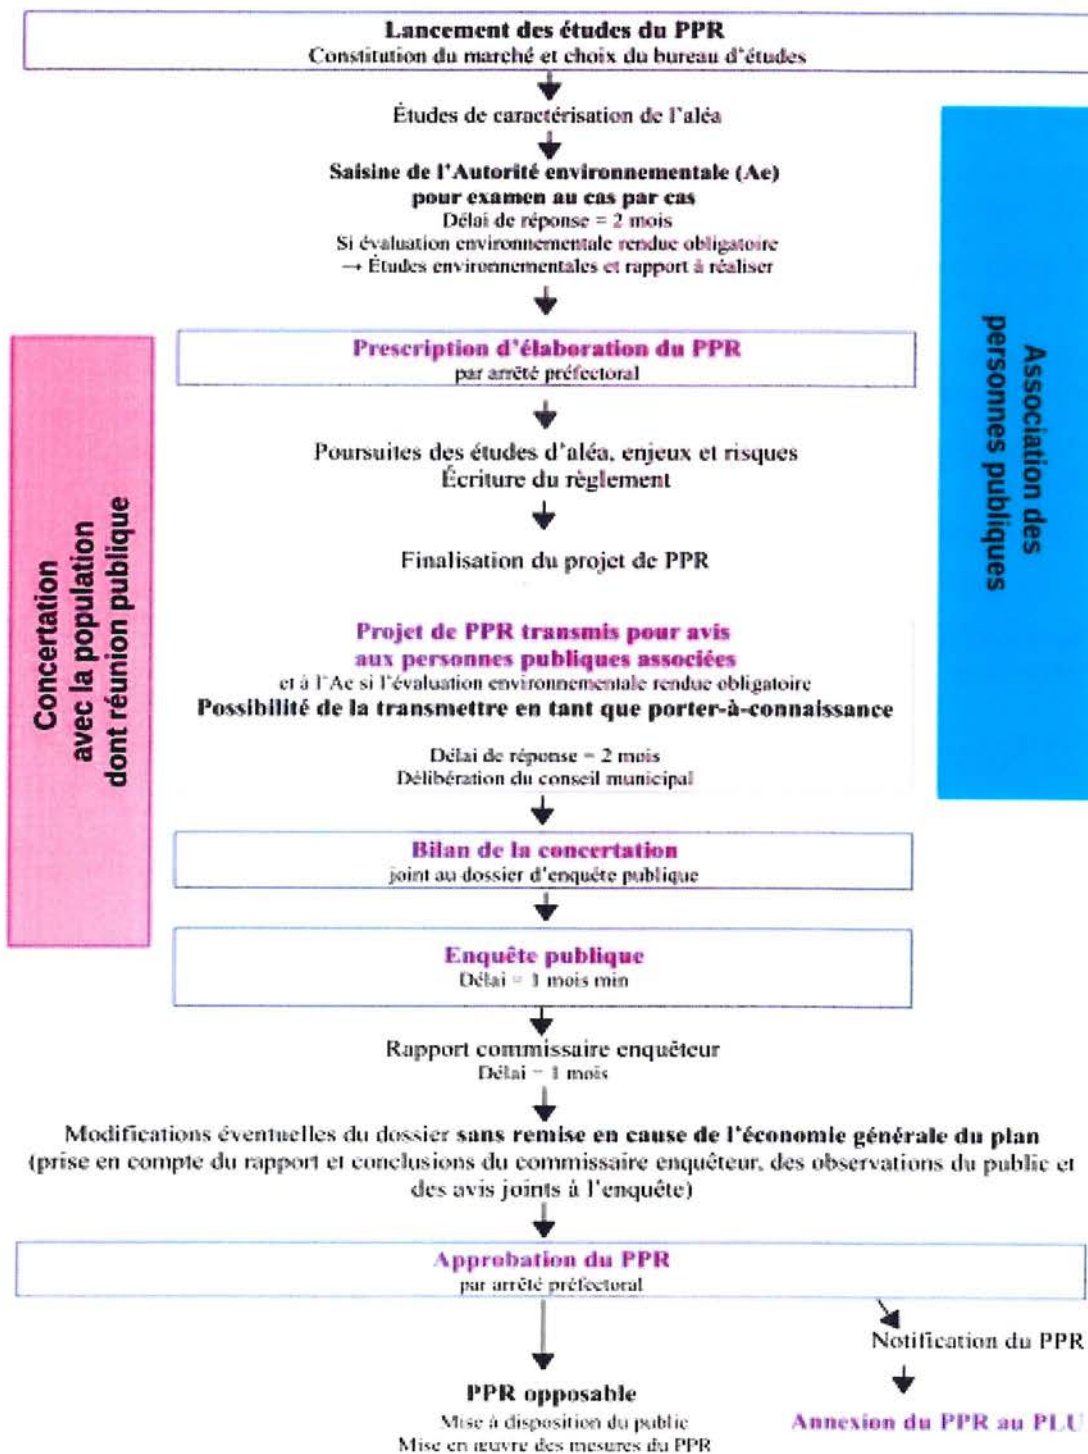 Lancement des études du PPR
Constitution du marché et choix du bureau d'études
Études de caractérisation de l'aléa
Saisine de l'Autorité environnementale (Ae)
pour examen au cas par cas
Délai de réponse = 2 mois
Si évaluation environnementale rendue obligatoire
→ Études environnementales et rapport à réaliser
Prescription d'élaboration du PPR
par arrêté préfectoral
Association des
personnes publiques
Concertation
avec la population
dont réunion publique
Poursuites des études d'aléa, enjeux et risques
Écriture du règlement
Finalisation du projet de PPR
Projet de PPR transmis pour avis
aux personnes publiques associées
et à l'Ae si l'évaluation environnementale rendue obligatoire
Possibilité de la transmettre en tant que porter-à-connaissance
Délai de réponse = 2 mois
Délibération du conseil municipal
Bilan de la concertation
joint au dossier d'enquête publique
Enquête publique
Délai = 1 mois min
Rapport commissaire enquêteur
Délai = 1 mois
Modifications éventuelles du dossier sans remise en cause de l'économie générale du plan
(prise en compte du rapport et conclusions du commissaire enquêteur, des observations du public et
des avis joints à l'enquête)
Approbation du PPR
par arrêté préfectoral
Notification du PPR
PPR opposable
Mise à disposition du public
Mise en œuvre des mesures du PPR
Annexion du PPR au PLU